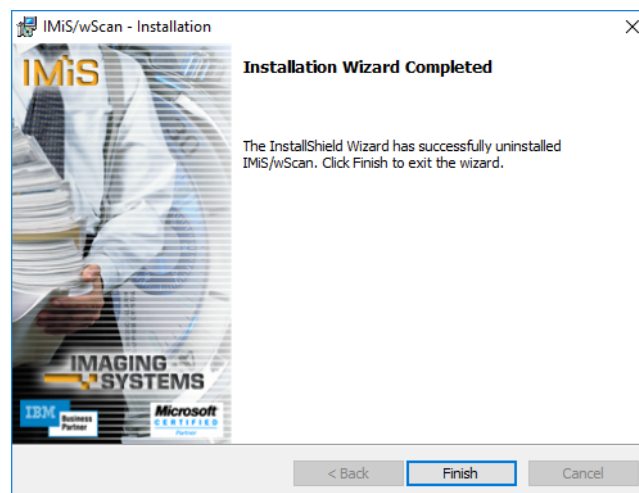 IMiS/wScan - Installation
IMiS
Installation Wizard Completed
The InstallShield Wizard has successfully uninstalled
IMiS/wScan. Click Finish to exit the wizard.
IMAGING
SYSTEMS
IBM Business
Partner
Microsoft
CERTIFIED
Partner
< Back
Finish
Cancel